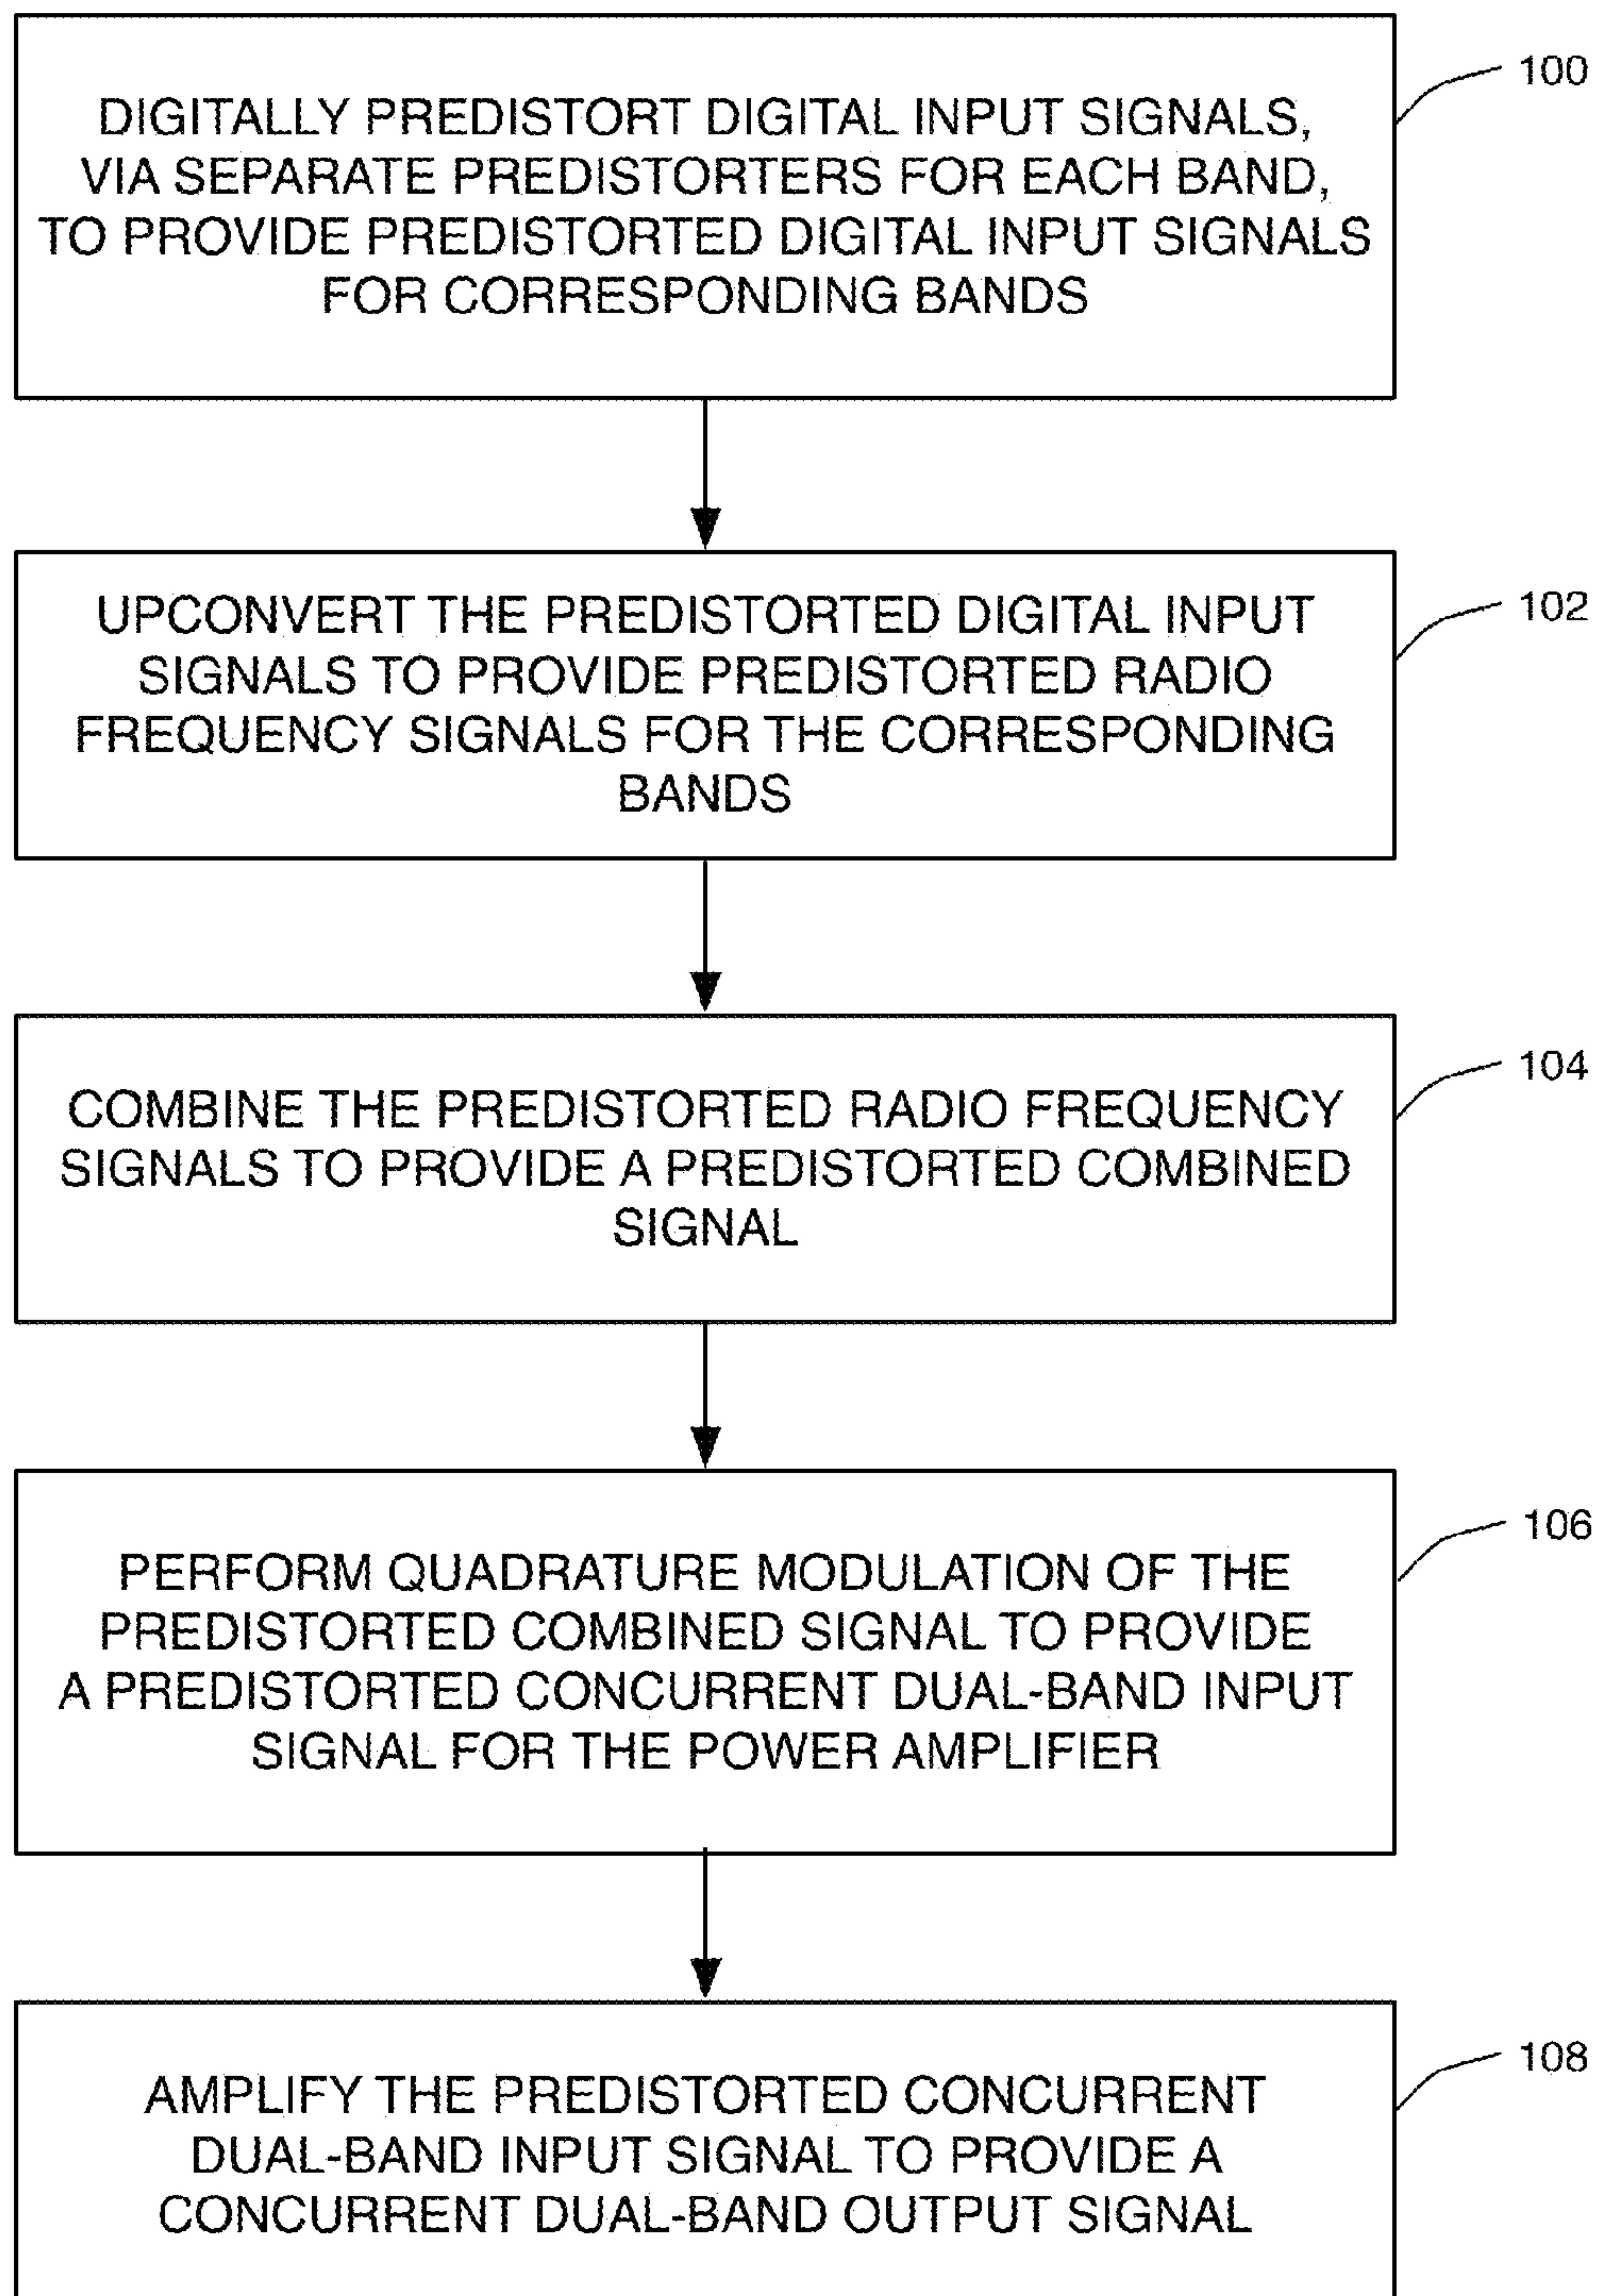 DIGITALLY PREDISTORT DIGITAL INPUT SIGNALS,
VIA SEPARATE PREDISTORTERS FOR EACH BAND,
TO PROVIDE PREDISTORTED DIGITAL INPUT SIGNALS
FOR CORRESPONDING BANDS
100
UPCONVERT THE PREDISTORTED DIGITAL INPUT
SIGNALS TO PROVIDE PREDISTORTED RADIO
FREQUENCY SIGNALS FOR THE CORRESPONDING
BANDS
102
COMBINE THE PREDISTORTED RADIO FREQUENCY
SIGNALS TO PROVIDE A PREDISTORTED COMBINED
SIGNAL
104
PERFORM QUADRATURE MODULATION OF THE
PREDISTORTED COMBINED SIGNAL TO PROVIDE
A PREDISTORTED CONCURRENT DUAL-BAND INPUT
SIGNAL FOR THE POWER AMPLIFIER
106
AMPLIFY THE PREDISTORTED CONCURRENT
DUAL-BAND INPUT SIGNAL TO PROVIDE A
CONCURRENT DUAL-BAND OUTPUT SIGNAL
108